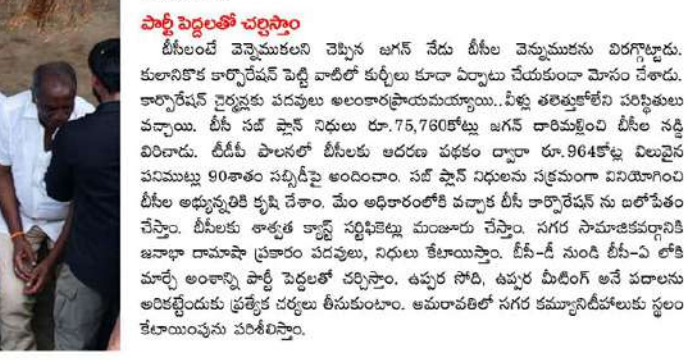 పార్టీ పెద్దలతో చర్చిస్తాం
బీసీలంటే వెన్నెముకలని చెప్పిన జగన్ నేడు బీసీల వెన్నుముకను విరగ్గొట్టాడు.
కులానికొక కార్పొరేషన్ పెట్టి వాటిలో కుర్చీలు కూడా ఏర్పాటు చేయకుండా మోసం చేశాడు.
కార్పొరేషన్ చైర్మన్లకు పదవులు అలంకారప్రాయమయ్యాయి..వీళ్లు తలెత్తుకోలేని పరిస్థితులు
వచ్చాయి. బీసీ సబ్ ప్లాన్ నిధులు రూ.75,760కోట్లు జగన్ దారిమళ్లించి బీసీల నడ్డి
విరిచాడు. టీడీపీ పాలనలో బీసీలకు ఆదరణ పథకం ద్వారా రూ.964కోట్ల విలువైన
పనిముట్లు 90శాతం సబ్సిడీపై అందించాం. సబ్ ప్లాన్ నిధులను సక్రమంగా వినియోగించి
బీసీల అభ్యున్నతికి కృషి చేశాం. మేం అధికారంలోకి వచ్చాక బీసీ కార్పొరేషన్ ను బలోపేతం
చేస్తాం. బీసీలకు శాశ్వత క్యాస్ట్ సర్టిఫికెట్లు మంజూరు చేస్తాం. సగర సామాజికవర్గానికి
జనాభా దామాషా ప్రకారం పదవులు, నిధులు కేటాయిస్తాం. బీసీ-డీ నుండి బీసీ-ఏ లోకి
మార్చే అంశాన్ని పార్టీ పెద్దలతో చర్చిస్తాం. ఉప్పర సోది, ఉప్పర మీటింగ్ అనే పదాలను
అరికట్టేందుకు ప్రత్యేక చర్యలు తీసుకుంటాం. అమరావతిలో సగర కమ్యూనిటీహాలుకు స్థలం
కేటాయింపును పరిశీలిస్తాం.